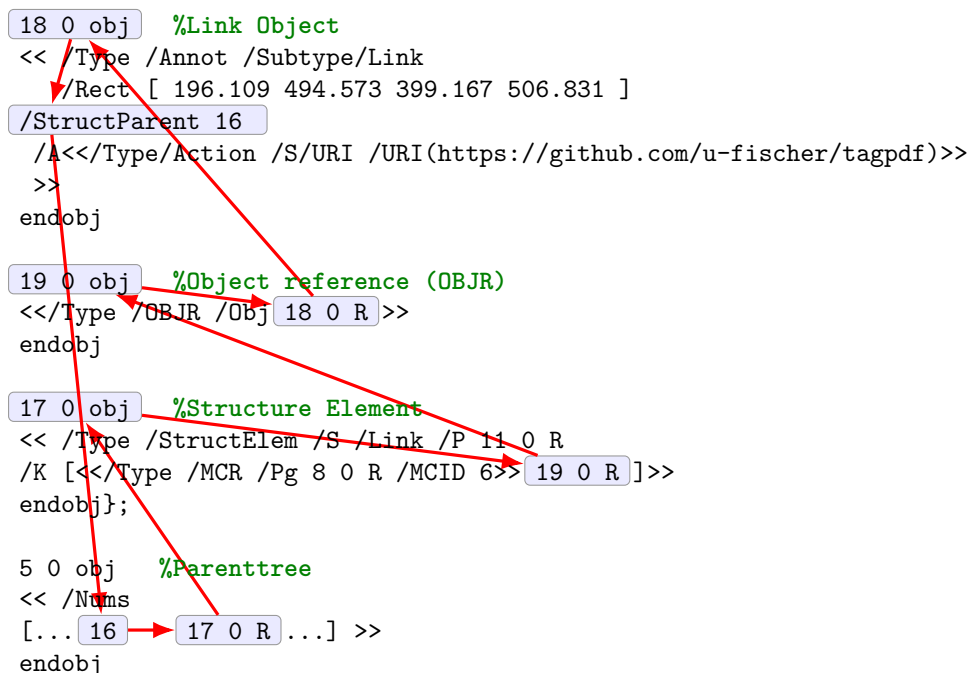 18 0 obj %Link Object
<< /Type /Annot /Subtype/Link
/Rect [ 196.109 494.573 399.167 506.831 ]
/StructParent 16
/A<</Type/Action /S/URI /URI(https://github.com/u-fischer/tagpdf)>>
>>
endobj
19 0 obj %Object reference (OBJR)
<</Type /OBJR /Obj 18 0 R >>
endobj
17 0 obj %Structure Element
<< /Type /StructElem /S /Link /P 11 0 R
/K [<</Type /MCR /Pg 8 0 R /MCID 6>> 19 0 R ]>>
endobj};
5 0 obj %Parenttree
<< /Nums
[... 16 17 0 R ...] >>
endobj